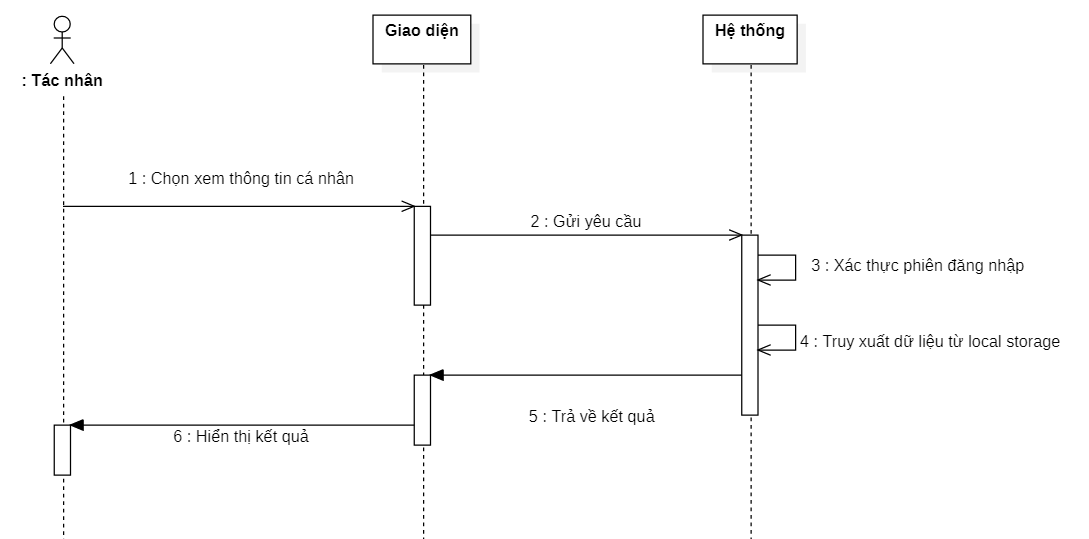 : Tác nhân
Giao diện
Hệ thống
1 : Chọn xem thông tin cá nhân
2 : Gửi yêu cầu
3 : Xác thực phiên đăng nhập
4 : Truy xuất dữ liệu từ local storage
5 : Trả về kết quả
6 : Hiển thị kết quả